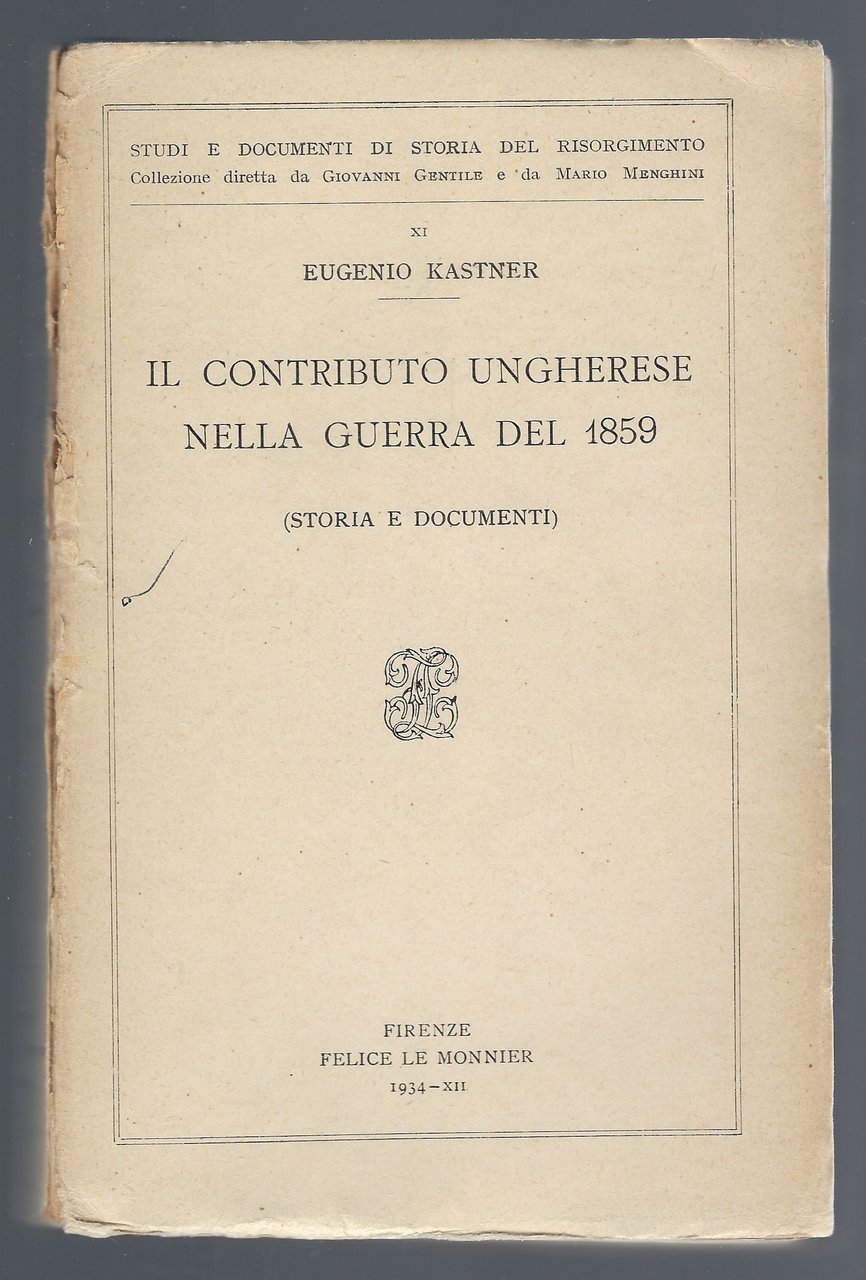 STUDI E DOCUMENTI DI STORIA DEL RISORGIMENTO
Collezione diretta da GIOVANNI GENTILE e da MARIO MENGHINI
XI
EUGENIO KASTNER
IL CONTRIBUTO UNGHERESE
NELLA GUERRA DEL 1859
(STORIA E DOCUMENTI)
FIRENZE
FELICE LE MONNIER
1934-XII